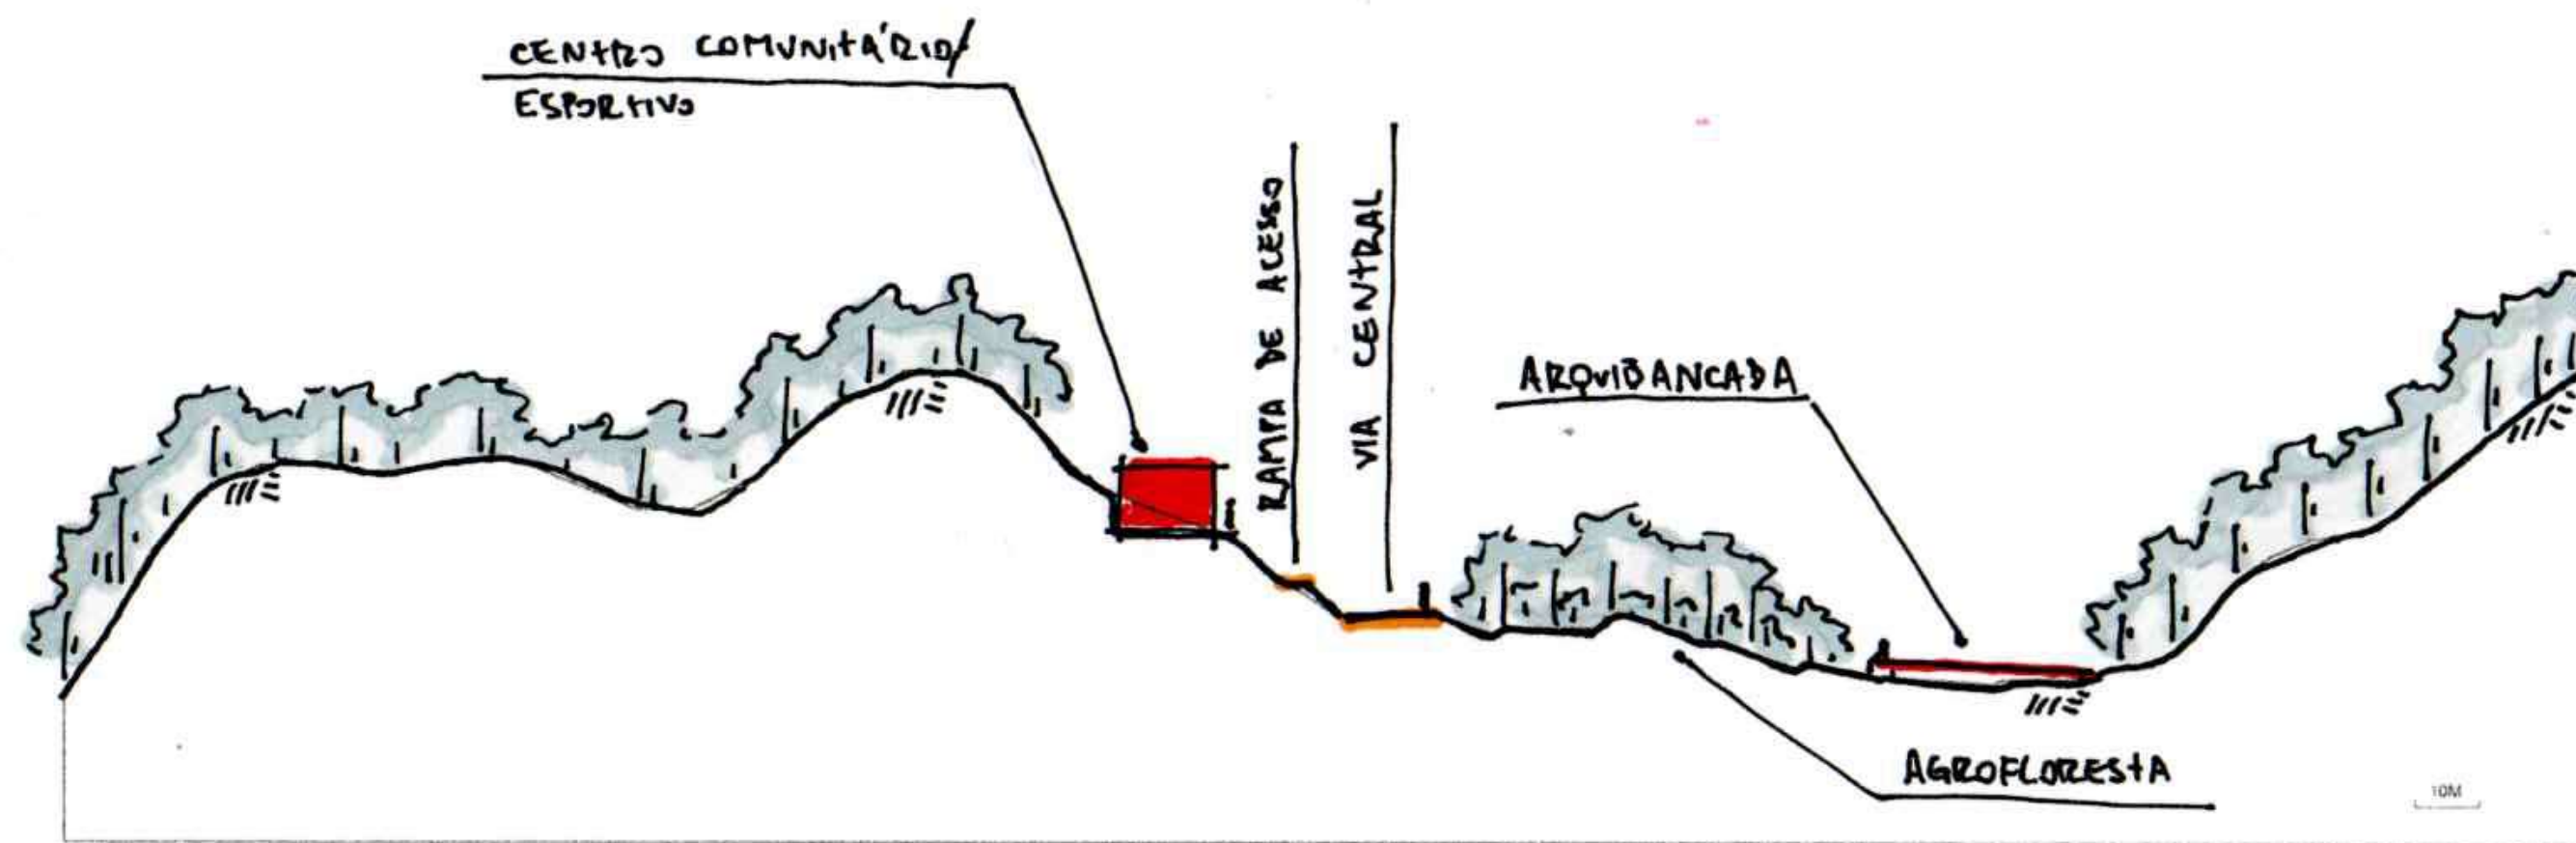 CENTRO COMUNITÁRIO/
ESPORTIVO
RAMPA DE ACESSO
VIA CENTRAL
ARQUIBANCADA
AGROFLORESTA
10M